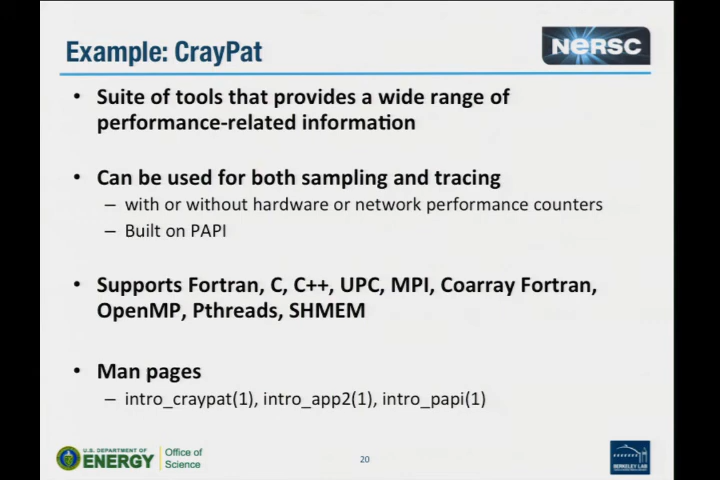 Example: CrayPat
NERSC
• Suite of tools that provides a wide range of
performance-related information
• Can be used for both sampling and tracing
– with or without hardware or network performance counters
– Built on PAPI
• Supports Fortran, C, C++, UPC, MPI, Coarray Fortran,
OpenMP, Pthreads, SHMEM
• Man pages
– intro_craypat(1), intro_app2(1), intro_papi(1)
U.S. DEPARTMENT OF
ENERGY
Office of
Science
20
BERKELEY LAB